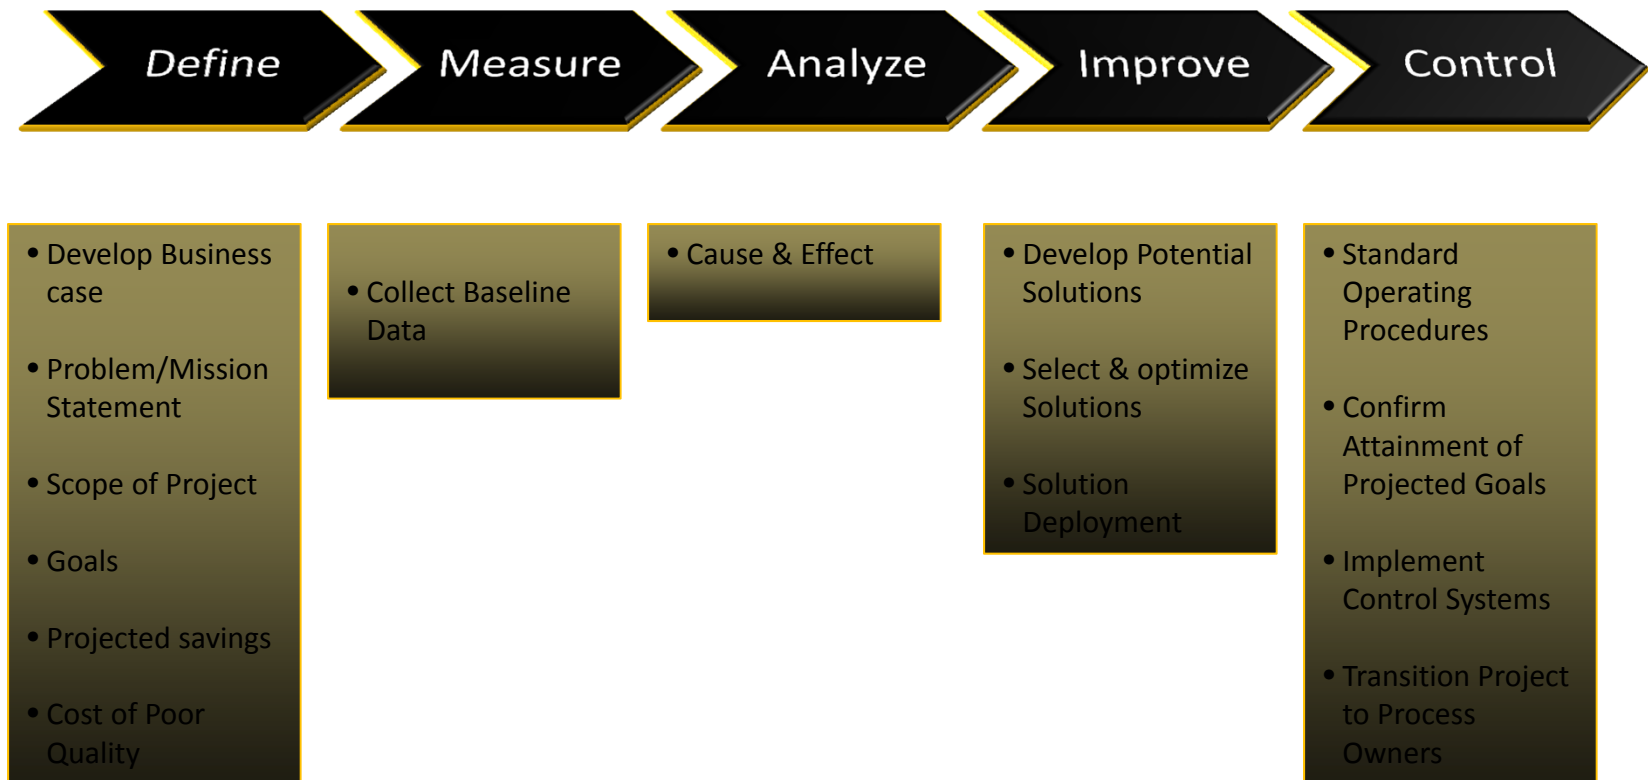 Define
Measure
Analyze
Improve
Control
• Develop Business
case
• Problem/Mission
Statement
• Scope of Project
• Goals
• Projected savings
• Cost of Poor
Quality
• Collect Baseline
Data
• Cause & Effect
• Develop Potential
Solutions
• Select & optimize
Solutions
• Solution
Deployment
• Standard
Operating
Procedures
• Confirm
Attainment of
Projected Goals
• Implement
Control Systems
• Transition Project
to Process
Owners